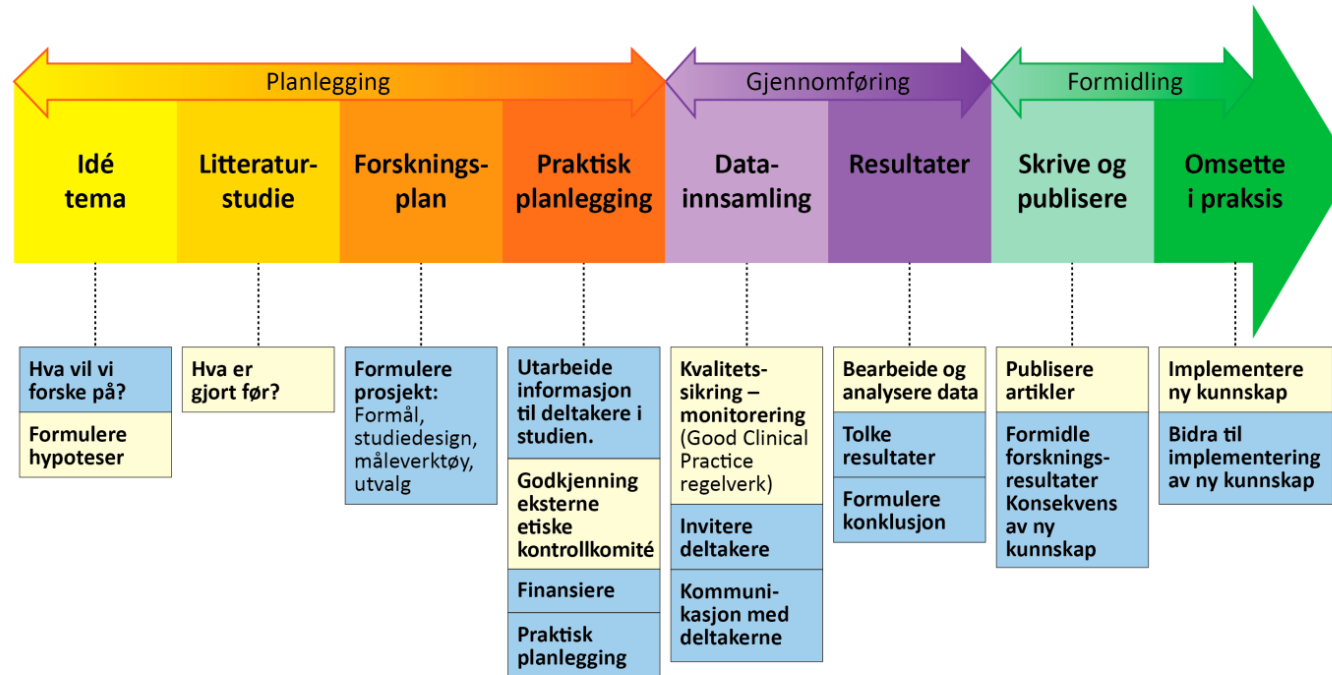 Planlegging
Gjennomføring
Formidling
Idé
tema
Litteratur-
studie
Forsknings-
plan
Praktisk
planlegging
Data-
innsamling
Resultater
Skrive og
publisere
Omsette
i praksis
Hva vil vi
forske på?
Formulere
hypoteser
Hva er
gjort før?
Formulere
prosjekt:
Formål,
studiedesign,
måleverktøy,
utvalg
Utarbeide
informasjon
til deltakere i
studien.
Godkjenning
eksterne
etiske
kontrollkomité
Finansiere
Praktisk
planlegging
Kvalitets-
sikring –
monitorering
(Good Clinical
Practice
regelverk)
Invitere
deltakere
Kommuni-
kasjon med
deltakerne
Bearbeide og
analysere data
Tolke
resultater
Formulere
konklusjon
Publisere
artikler
Formidle
forsknings-
resultater
Konsekvens
av ny
kunnskap
Implementere
ny kunnskap
Bidra til
implementering
av ny kunnskap